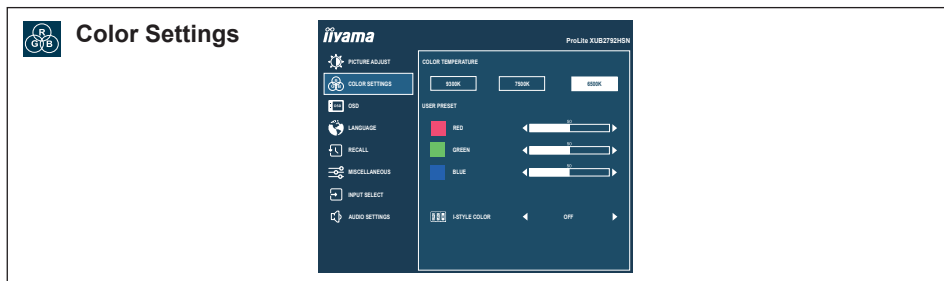 R
G B
Color Settings
iiyama
ProLite XUB2792HSN
PICTURE ADJUST
COLOR SETTINGS
OSD
LANGUAGE
RECALL
MISCELLANEOUS
INPUT SELECT
AUDIO SETTINGS
COLOR TEMPERATURE
9300K 7500K 6500K
USER PRESET
RED 50
GREEN 50
BLUE 50
I-STYLE COLOR OFF